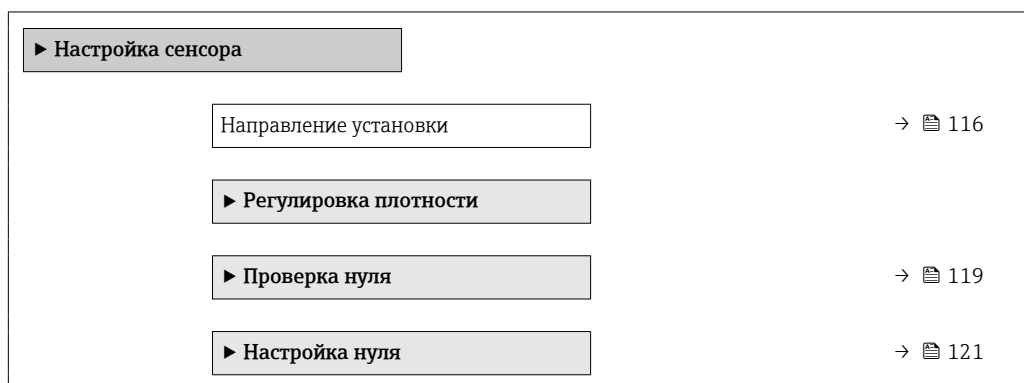 ▶ Настройка сенсора
Направление установки → 116
▶ Регулировка плотности
▶ Проверка нуля → 119
▶ Настройка нуля → 121